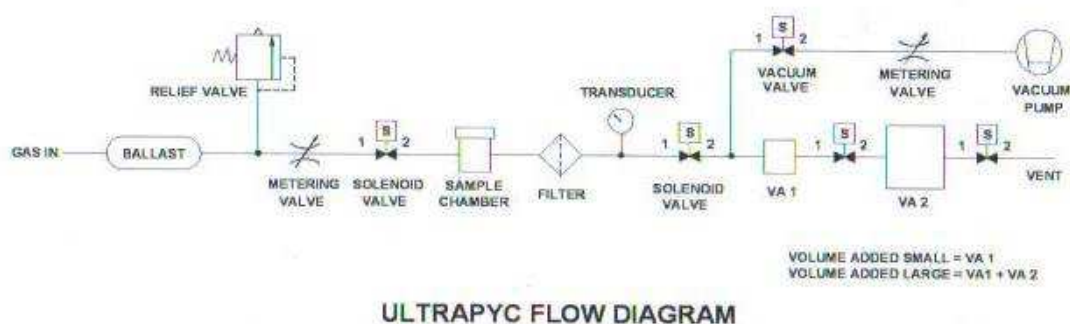 RELIEF VALVE
GAS IN
BALLAST
METERING
VALVE
1 S 2
SOLENOID
VALVE
SAMPLE
CHAMBER
FILTER
TRANSDUCER
1 S 2
SOLENOID
VALVE
1 S 2
VACUUM
VALVE
METERING
VALVE
VACUUM
PUMP
VA 1
1 S 2
VA 2
1 S 2
VENT
VOLUME ADDED SMALL = VA 1
VOLUME ADDED LARGE = VA1 + VA 2
ULTRAPYC FLOW DIAGRAM